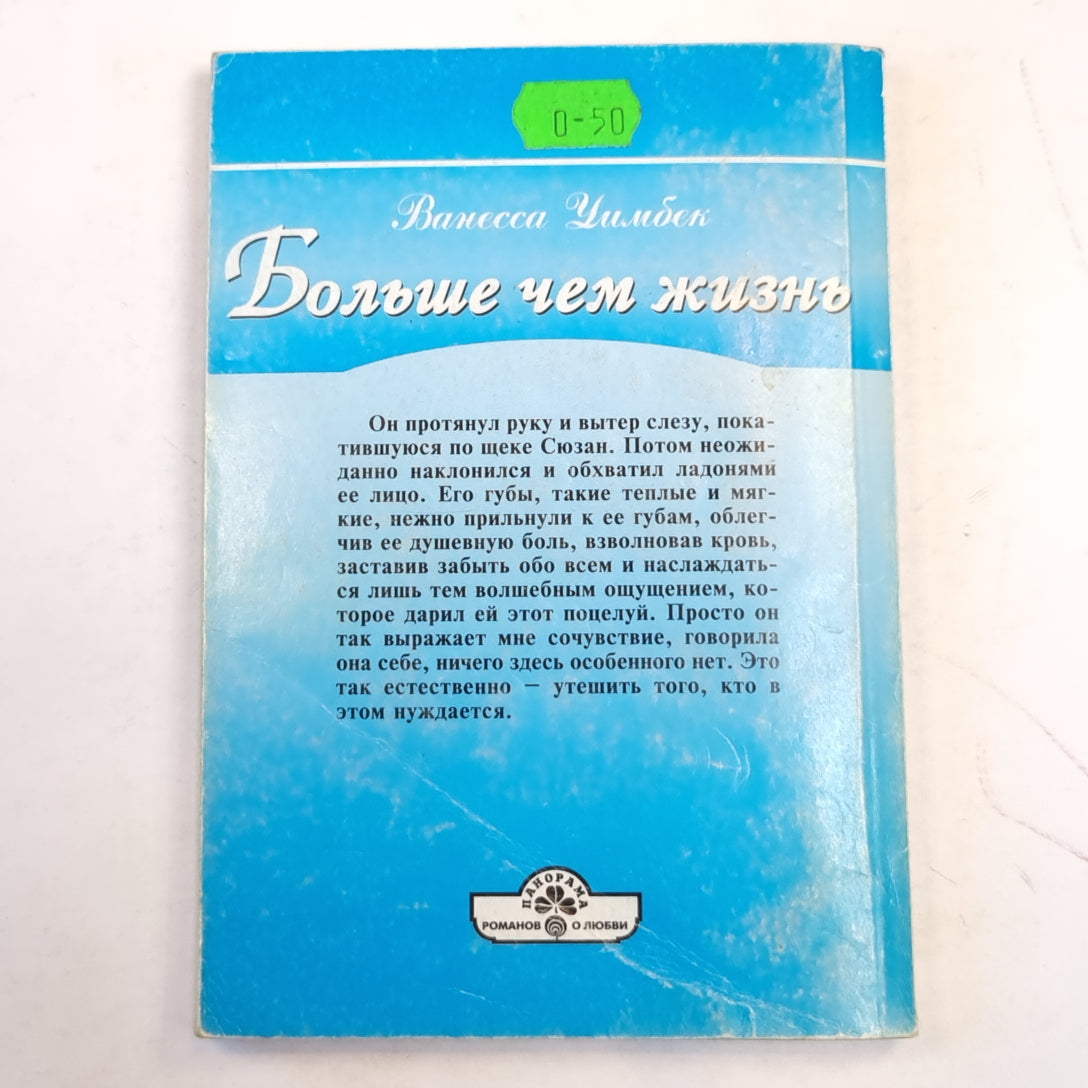 0-50
Ванесса Уимбек
Больше чем жизнь
Он протянул руку и вытер слезу, пока-
тившуюся по щеке Сюзан. Потом неожи-
данно наклонился и обхватил ладонями
ее лицо. Его губы, такие теплые и мяг-
кие, нежно прильнули к ее губам, облег-
чив ее душевную боль, взволновав кровь,
заставив забыть обо всем и наслаждать-
ся лишь тем волшебным ощущением, ко-
торое дарил ей этот поцелуй. Просто он
так выражает мне сочувствие, говорила
она себе, ничего здесь особенного нет. Это
так естественно — утешить того, кто в
этом нуждается.
ПАНОРАМА
РОМАНОВ О ЛЮБВИ